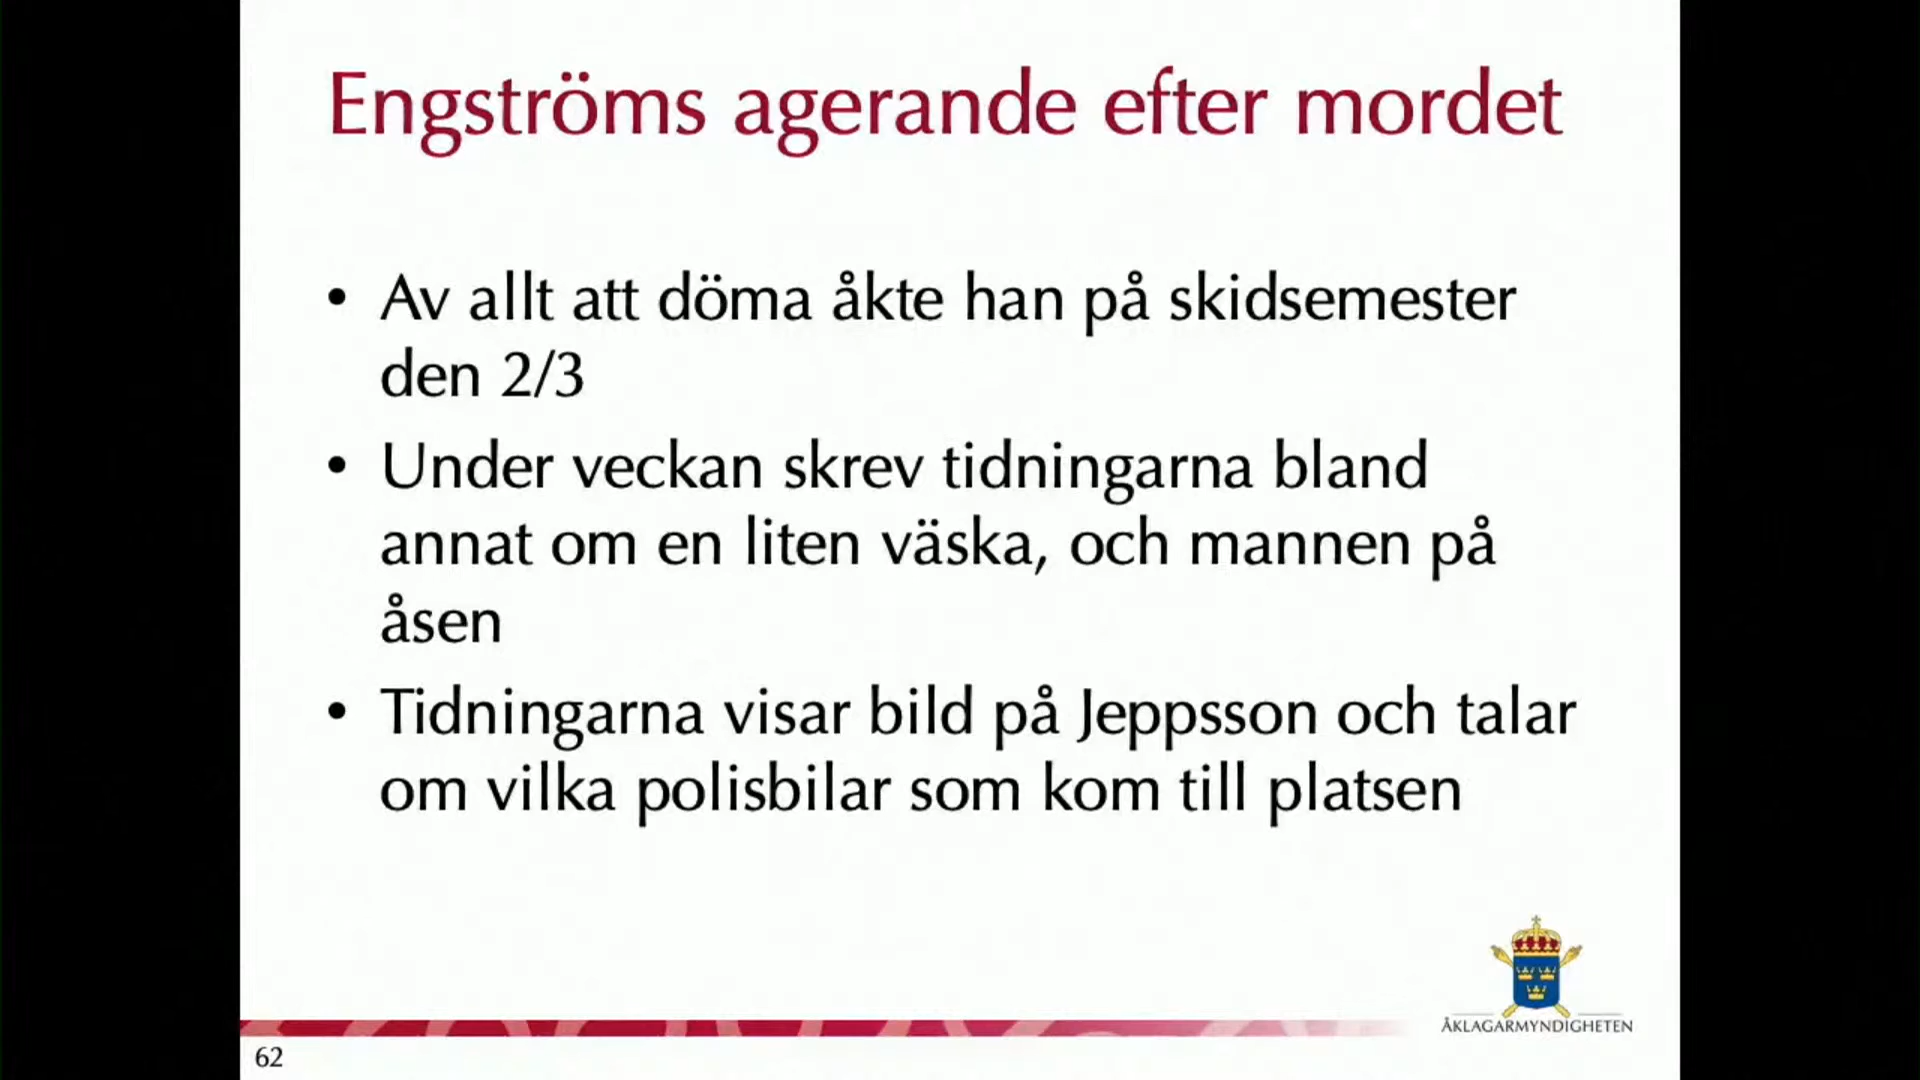 Engströms agerande efter mordet
• Av allt att döma åkte han på skidsemester
den 2/3
• Under veckan skrev tidningarna bland
annat om en liten väska, och mannen på
åsen
• Tidningarna visar bild på Jeppsson och talar
om vilka polisbilar som kom till platsen
ÅKLAGARMYNDIGHETEN
62